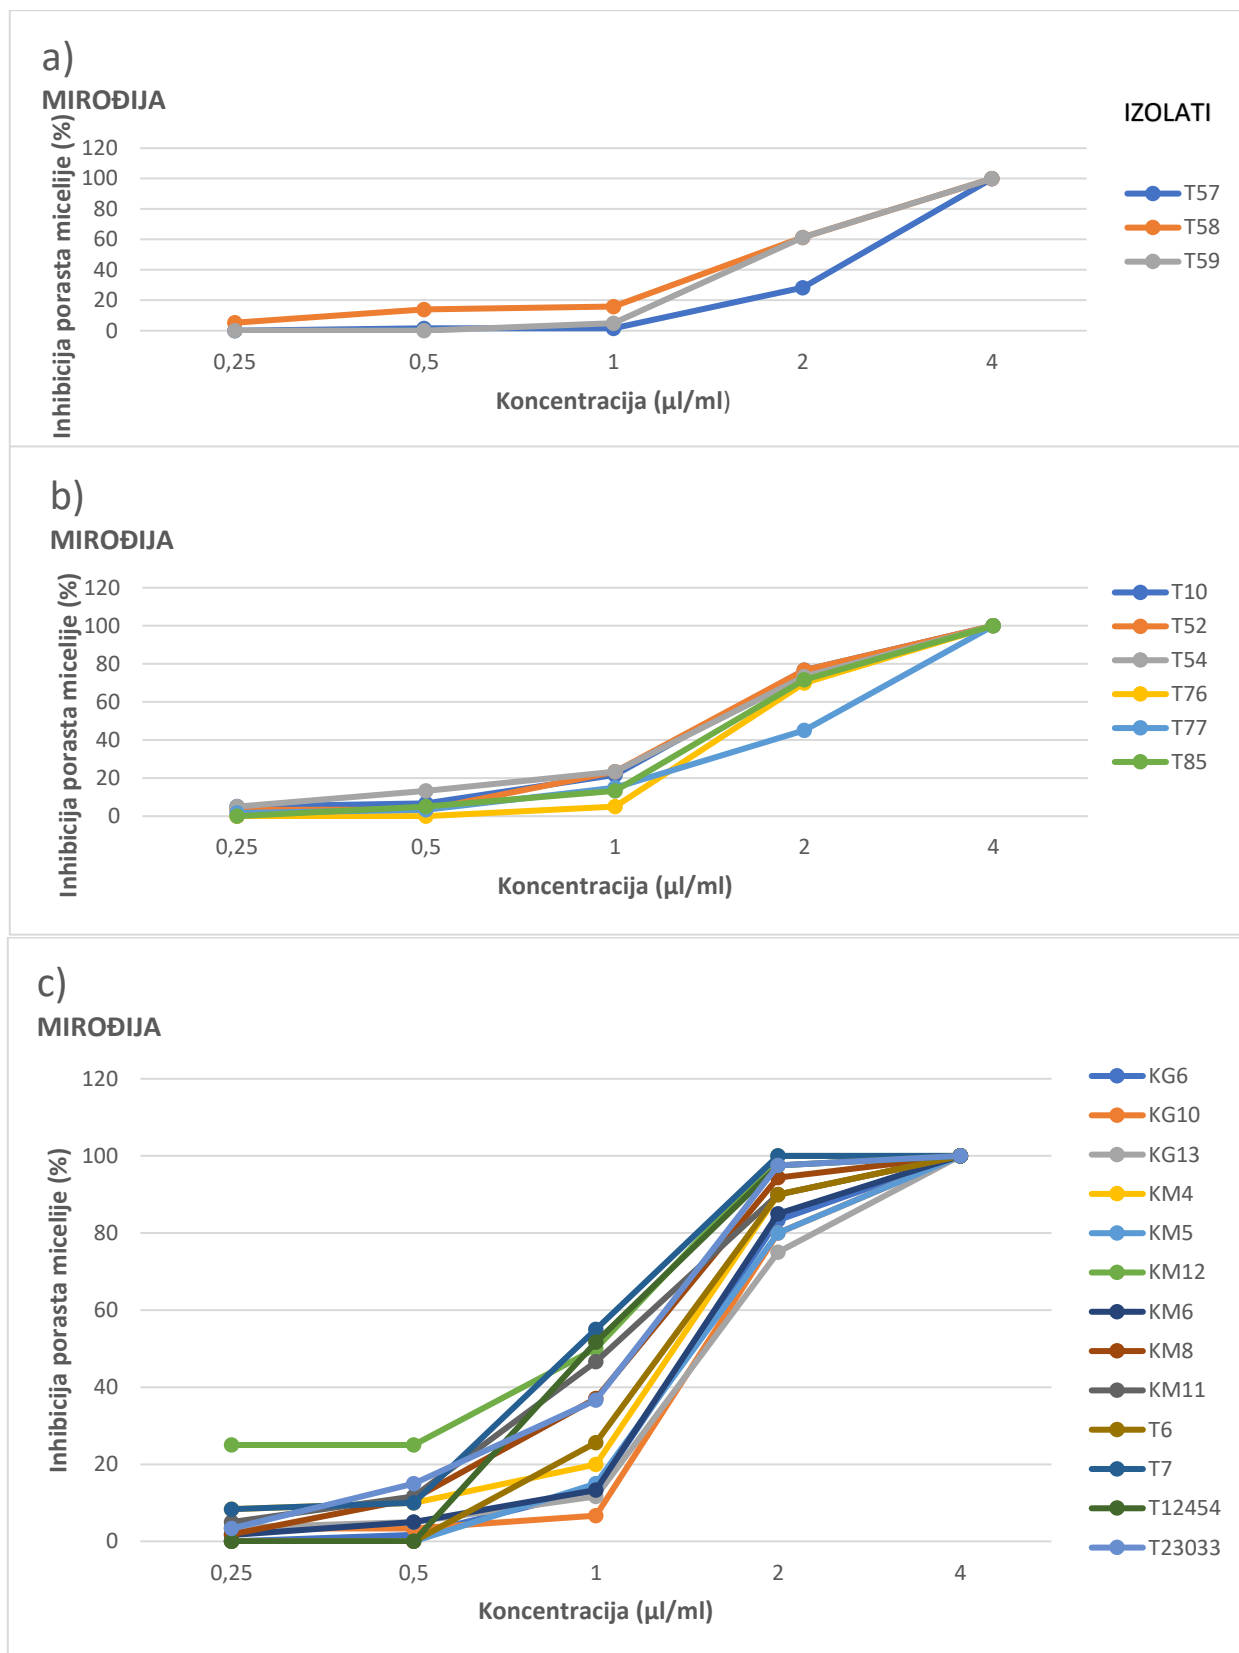 a)
MIROĐIJA
IZOLATI
Inhibicija porasta micelije (%)
120
100
80
60
40
20
0
0,25 0,5 1 2 4
Koncentracija (µl/ml)
T57
T58
T59
b)
MIROĐIJA
Inhibicija porasta micelije (%)
120
100
80
60
40
20
0
0,25 0,5 1 2 4
Koncentracija (µl/ml)
T10
T52
T54
T76
T77
T85
c)
MIROĐIJA
Inhibicija porasta micelije (%)
120
100
80
60
40
20
0
0,25 0,5 1 2 4
Koncentracija (µl/ml)
KG6
KG10
KG13
KM4
KM5
KM12
KM6
KM8
KM11
T6
T7
T12454
T23033